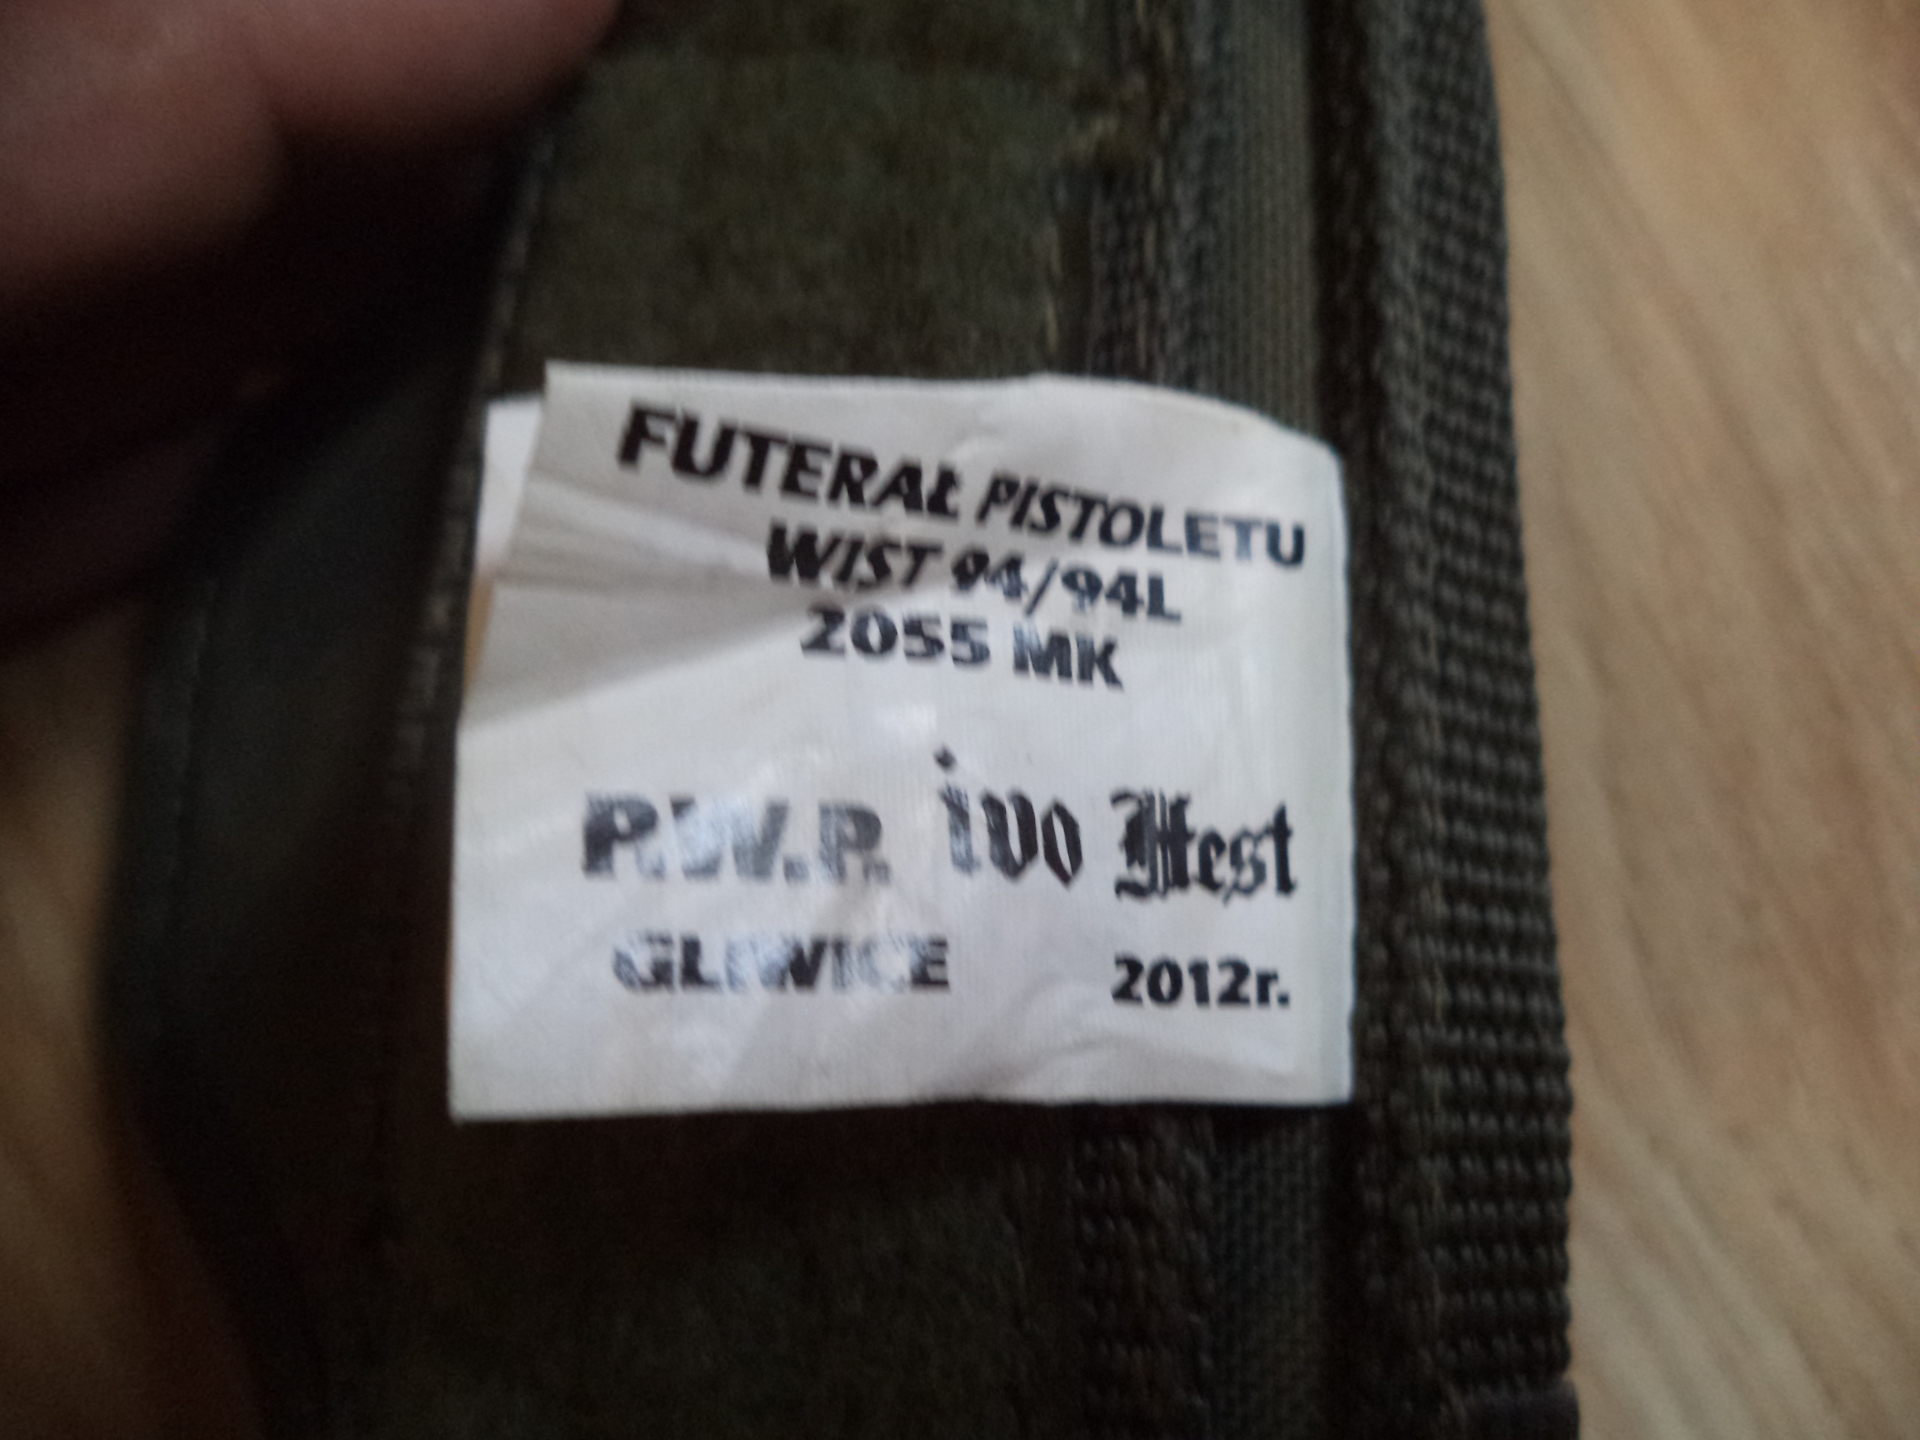 FUTERAŁ PISTOLETU
WIST 94/94L
2055 MK
P.W.P. ivo Hest
GLIWICE 2012r.